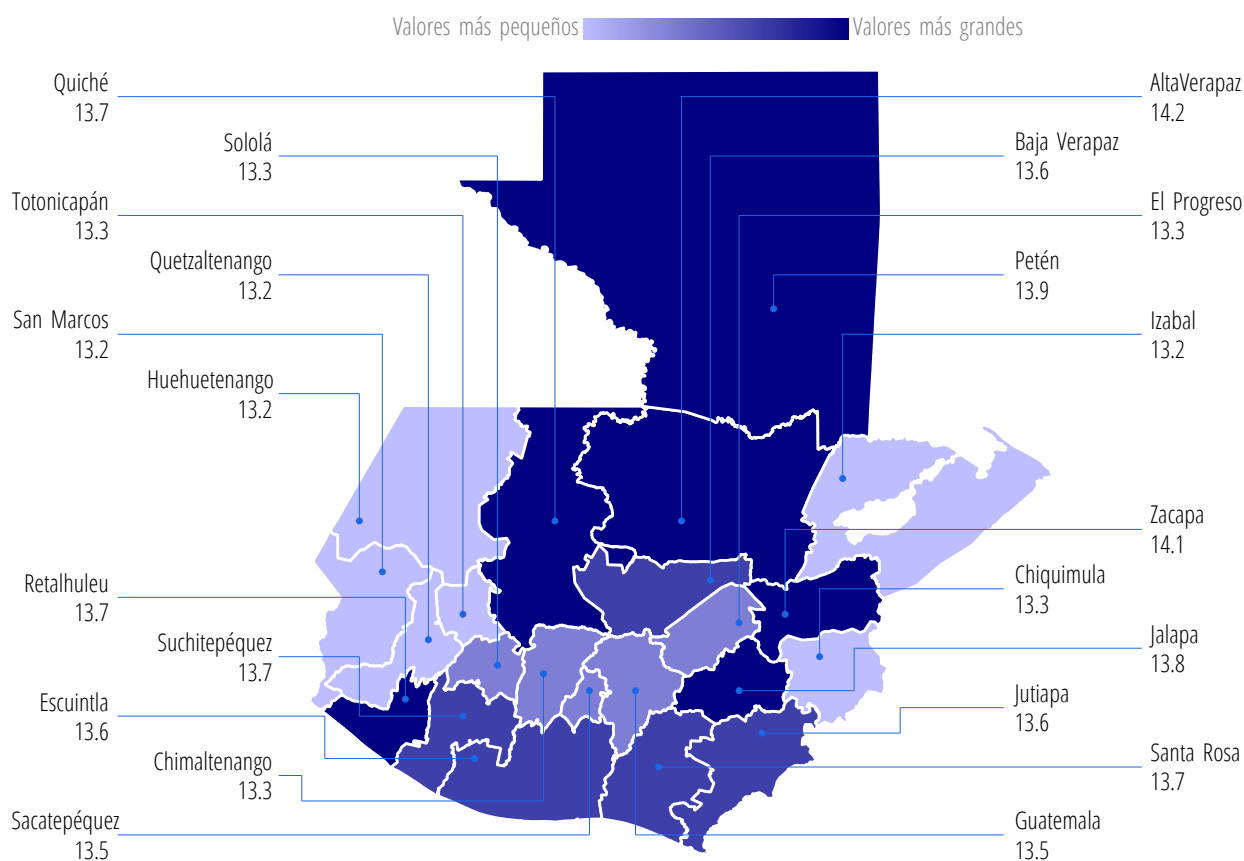 Valores más pequeños
Valores más grandes
Quiché
13.7
AltaVerapaz
14.2
Sololá
13.3
Baja Verapaz
13.6
Totonicapán
13.3
El Progreso
13.3
Quetzaltenango
13.2
Petén
13.9
San Marcos
13.2
Izabal
13.2
Huehuetenango
13.2
Zacapa
14.1
Retalhuleu
13.7
Chiquimula
13.3
Suchitepéquez
13.7
Jalapa
13.8
Escuintla
13.6
Jutiapa
13.6
Chimaltenango
13.3
Santa Rosa
13.7
Sacatepéquez
13.5
Guatemala
13.5